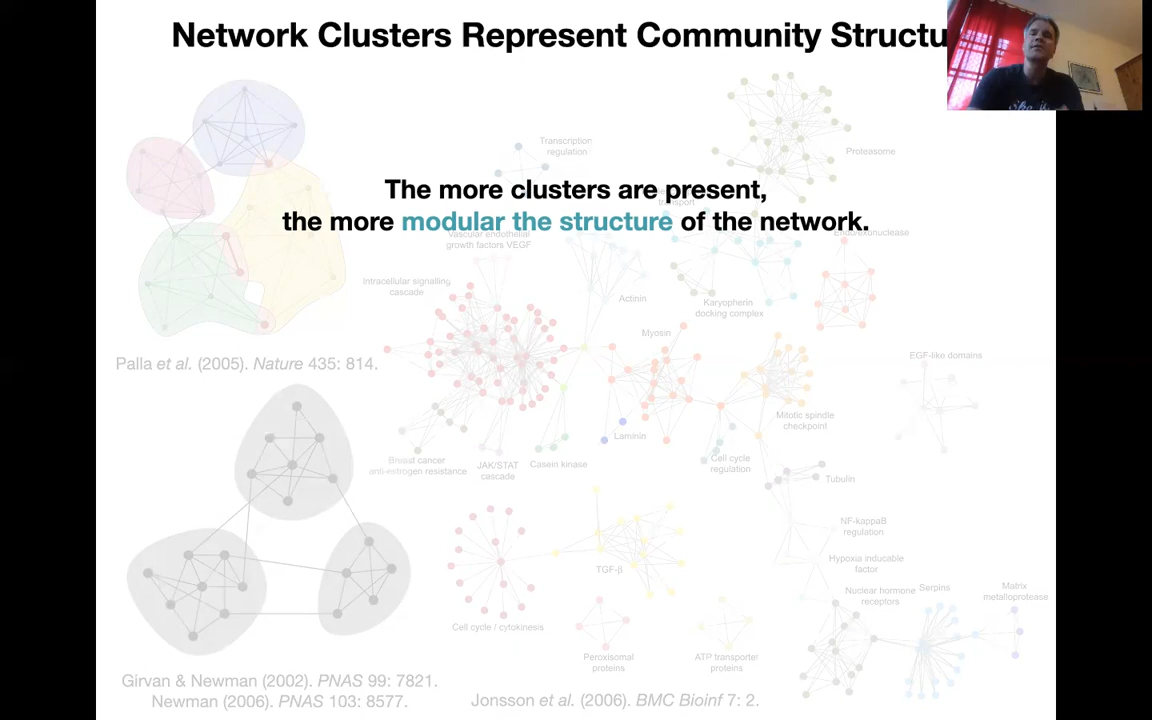 Network Clusters Represent Community Structu
The more clusters are present,
the more modular the structure of the network.
Transcription
regulation
Proteasome
transport
Endo/exonuclease
Vascular endothelial
growth factors VEGF
Intracellular signalling
cascade
Actinin
Karyopherin
docking complex
Myosin
Palla et al. (2005). Nature 435: 814.
EGF-like domains
Mitotic spindle
checkpoint
Laminin
Breast cancer
anti-estrogen resistance
JAK/STAT
cascade
Casein kinase
Cell cycle
regulation
Tubulin
NF-kappaB
regulation
TGF-β
Hypoxia inducable
factor
Nuclear hormone
receptors
Serpins
Matrix
metalloprotease
Cell cycle / cytokinesis
Peroxisomal
proteins
ATP transporter
proteins
Girvan & Newman (2002). PNAS 99: 7821.
Newman (2006). PNAS 103: 8577.
Jonsson et al. (2006). BMC Bioinf 7: 2.